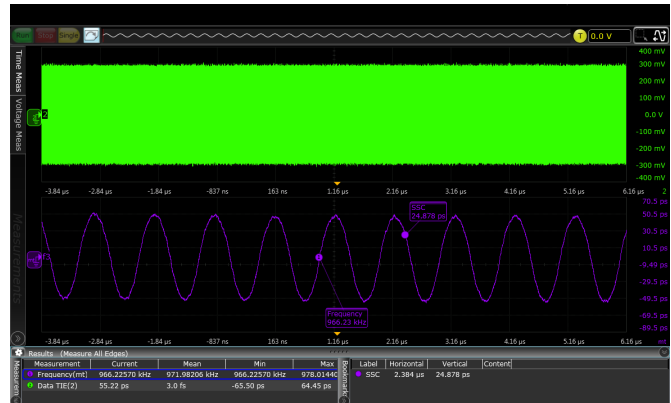 Run Stop Single T 0.0 V
Time Meas
Voltage Meas
Measurements
400 mV
300 mV
200 mV
100 mV
0.0 V
-100 mV
-200 mV
-300 mV
-400 mV
2
-3.84 µs -2.84 µs -1.84 µs -837 ns 163 ns 1.16 µs 2.16 µs 3.16 µs 4.16 µs 5.16 µs 6.16 µs 2
70.5 ps
50.5 ps
30.5 ps
10.5 ps
-9.49 ps
-29.5 ps
-49.5 ps
-69.5 ps
-89.5 ps
SSC
24.878 ps
f3
Frequency
966.23 kHz
-3.84 µs -2.84 µs -1.84 µs -837 ns 163 ns 1.16 µs 2.16 µs 3.16 µs 4.16 µs 5.16 µs 6.16 µs mt
Results (Measure All Edges)
Measurem
Measurement Current Mean Min Max
Frequency(mt) 966.22570 kHz 971.98206 kHz 966.22570 kHz 978.01440
Data TIE(2) 55.22 ps 3.0 fs -65.50 ps 64.45 ps
Bookmark
Label Horizontal Vertical Content
SSC 2.384 µs 24.878 ps